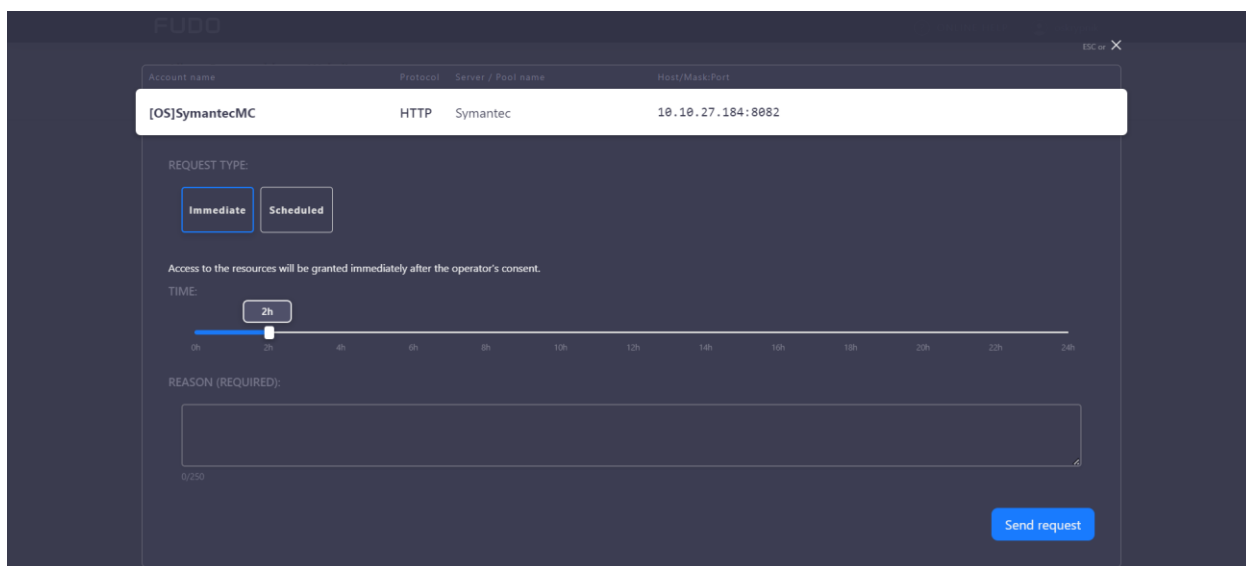 FUDO
ESC or ✕
Account name Protocol Server / Pool name Host/Mask:Port
[OS]SymantecMC HTTP Symantec 10.10.27.184:8082
REQUEST TYPE:
Immediate Scheduled
Access to the resources will be granted immediately after the operator's consent.
TIME:
2h
0h 2h 4h 6h 8h 10h 12h 14h 16h 18h 20h 22h 24h
REASON (REQUIRED):
0/250
Send request